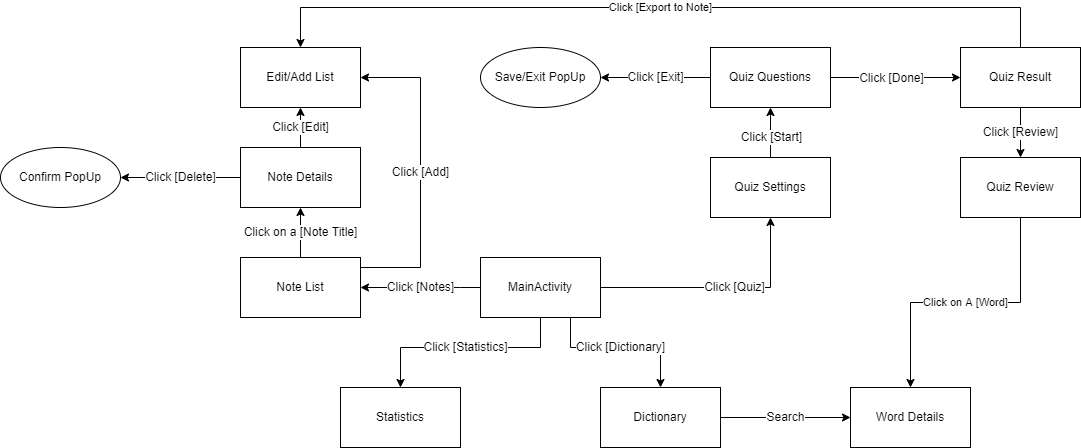 Click [Export to Note]
Edit/Add List
Save/Exit PopUp
Click [Exit]
Quiz Questions
Click [Done]
Quiz Result
Click [Edit]
Click [Start]
Click [Review]
Confirm PopUp
Click [Delete]
Note Details
Click [Add]
Quiz Settings
Quiz Review
Click on a [Note Title]
Note List
Click [Notes]
MainActivity
Click [Quiz]
Click on A [Word]
Click [Statistics]
Click [Dictionary]
Statistics
Dictionary
Search
Word Details